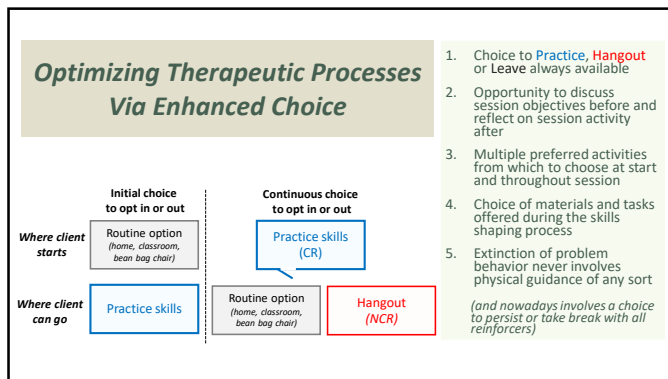 Optimizing Therapeutic Processes
Via Enhanced Choice
Initial choice
to opt in or out
Continuous choice
to opt in or out
Where client
starts
Routine option
(home, classroom,
bean bag chair)
Practice skills
(CR)
Where client
can go
Practice skills
Routine option
(home, classroom,
bean bag chair)
Hangout
(NCR)
1. Choice to Practice, Hangout
or Leave always available
2. Opportunity to discuss
session objectives before and
reflect on session activity
after
3. Multiple preferred activities
from which to choose at start
and throughout session
4. Choice of materials and tasks
offered during the skills
shaping process
5. Extinction of problem
behavior never involves
physical guidance of any sort
(and nowadays involves a choice
to persist or take break with all
reinforcers)